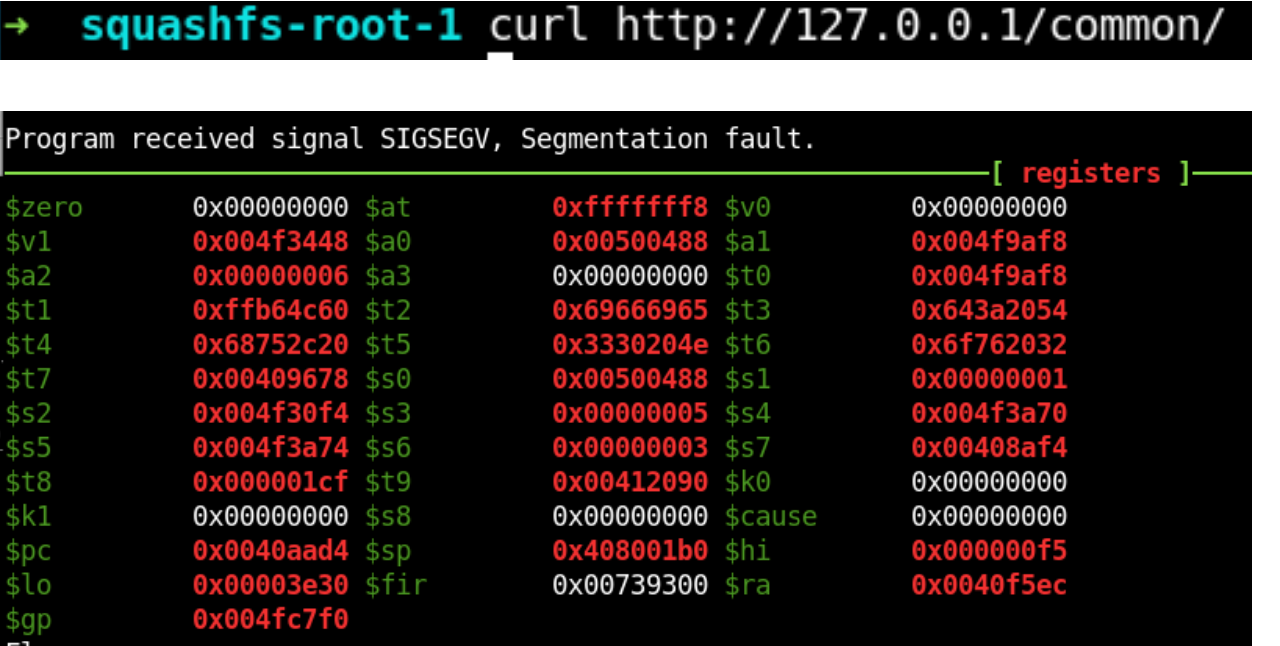 → squashfs-root-1 curl http://127.0.0.1/common/
Program received signal SIGSEGV, Segmentation fault.
[ registers ]
$zero 0x00000000 $at 0xfffffff8 $v0 0x00000000
$v1 0x004f3448 $a0 0x00500488 $a1 0x004f9af8
$a2 0x00000006 $a3 0x00000000 $t0 0x004f9af8
$t1 0xffb64c60 $t2 0x69666965 $t3 0x643a2054
$t4 0x68752c20 $t5 0x3330204e $t6 0x6f762032
$t7 0x00409678 $s0 0x00500488 $s1 0x00000001
$s2 0x004f30f4 $s3 0x00000005 $s4 0x004f3a70
$s5 0x004f3a74 $s6 0x00000003 $s7 0x00408af4
$t8 0x000001cf $t9 0x00412090 $k0 0x00000000
$k1 0x00000000 $s8 0x00000000 $cause 0x00000000
$pc 0x0040aad4 $sp 0x408001b0 $hi 0x000000f5
$lo 0x00003e30 $fir 0x00739300 $ra 0x0040f5ec
$gp 0x004fc7f0